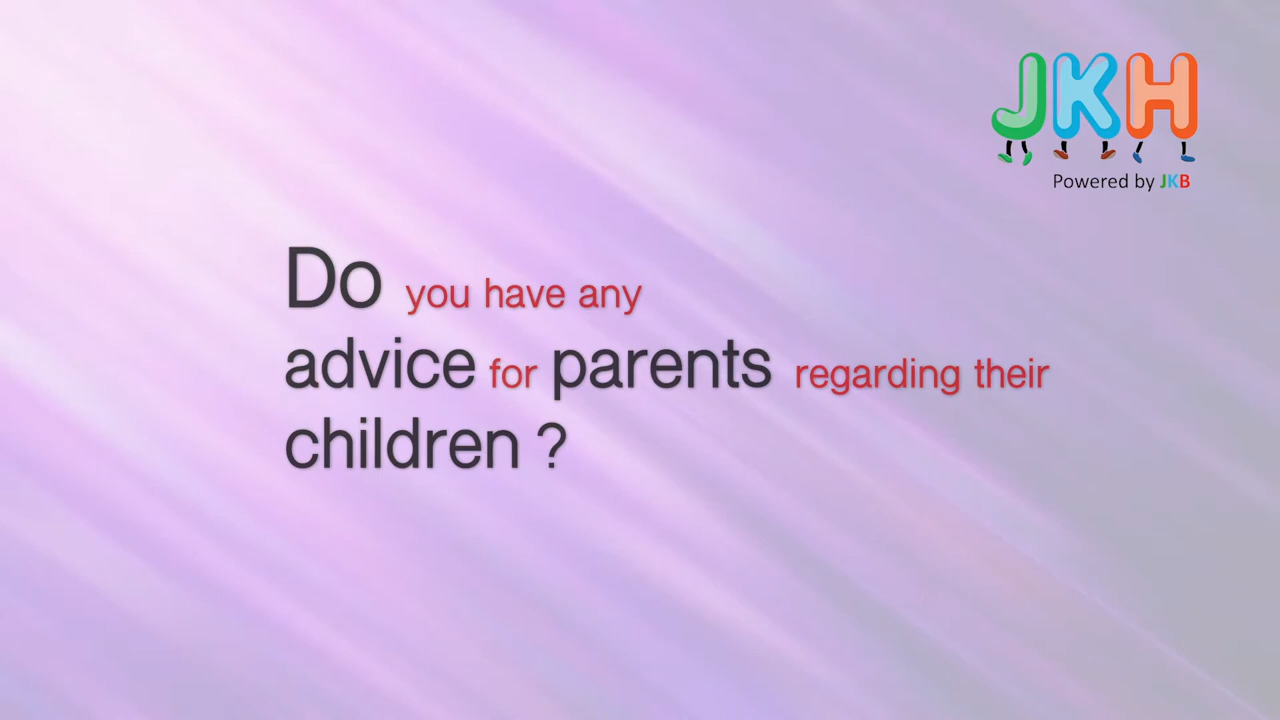 JKH
Powered by JKB
Do you have any
advice for parents regarding their
children ?